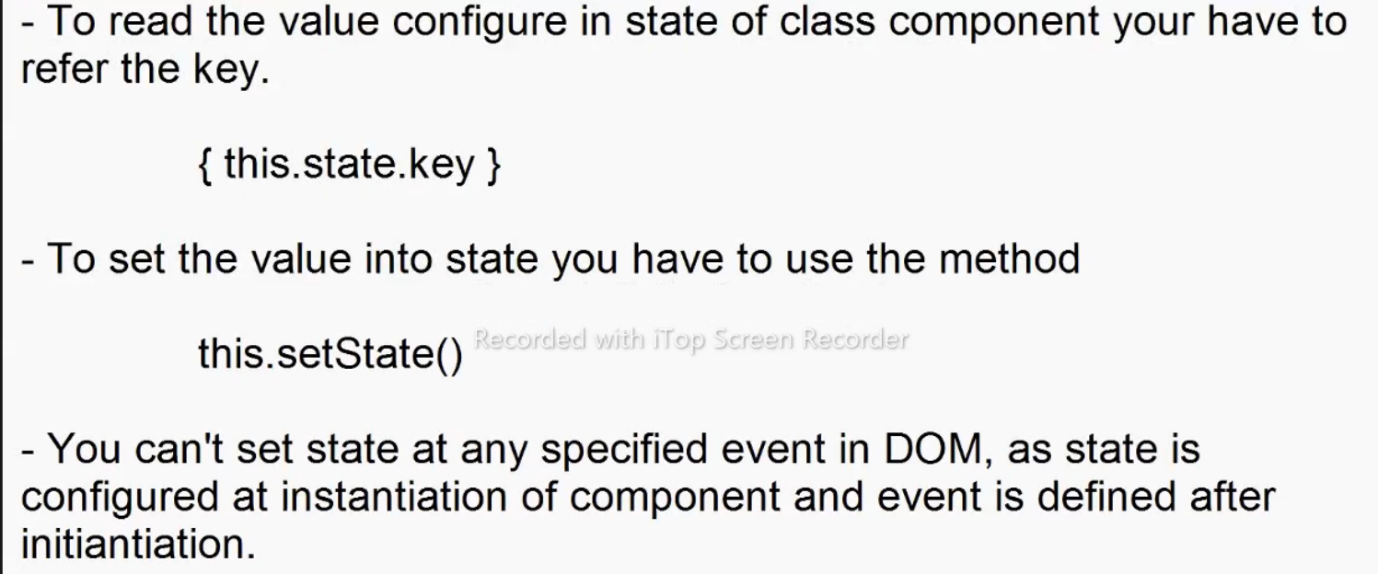 - To read the value configure in state of class component your have to
refer the key.
{ this.state.key }
- To set the value into state you have to use the method
this.setState()
Recorded with iTop Screen Recorder
- You can't set state at any specified event in DOM, as state is
configured at instantiation of component and event is defined after
initiantiation.